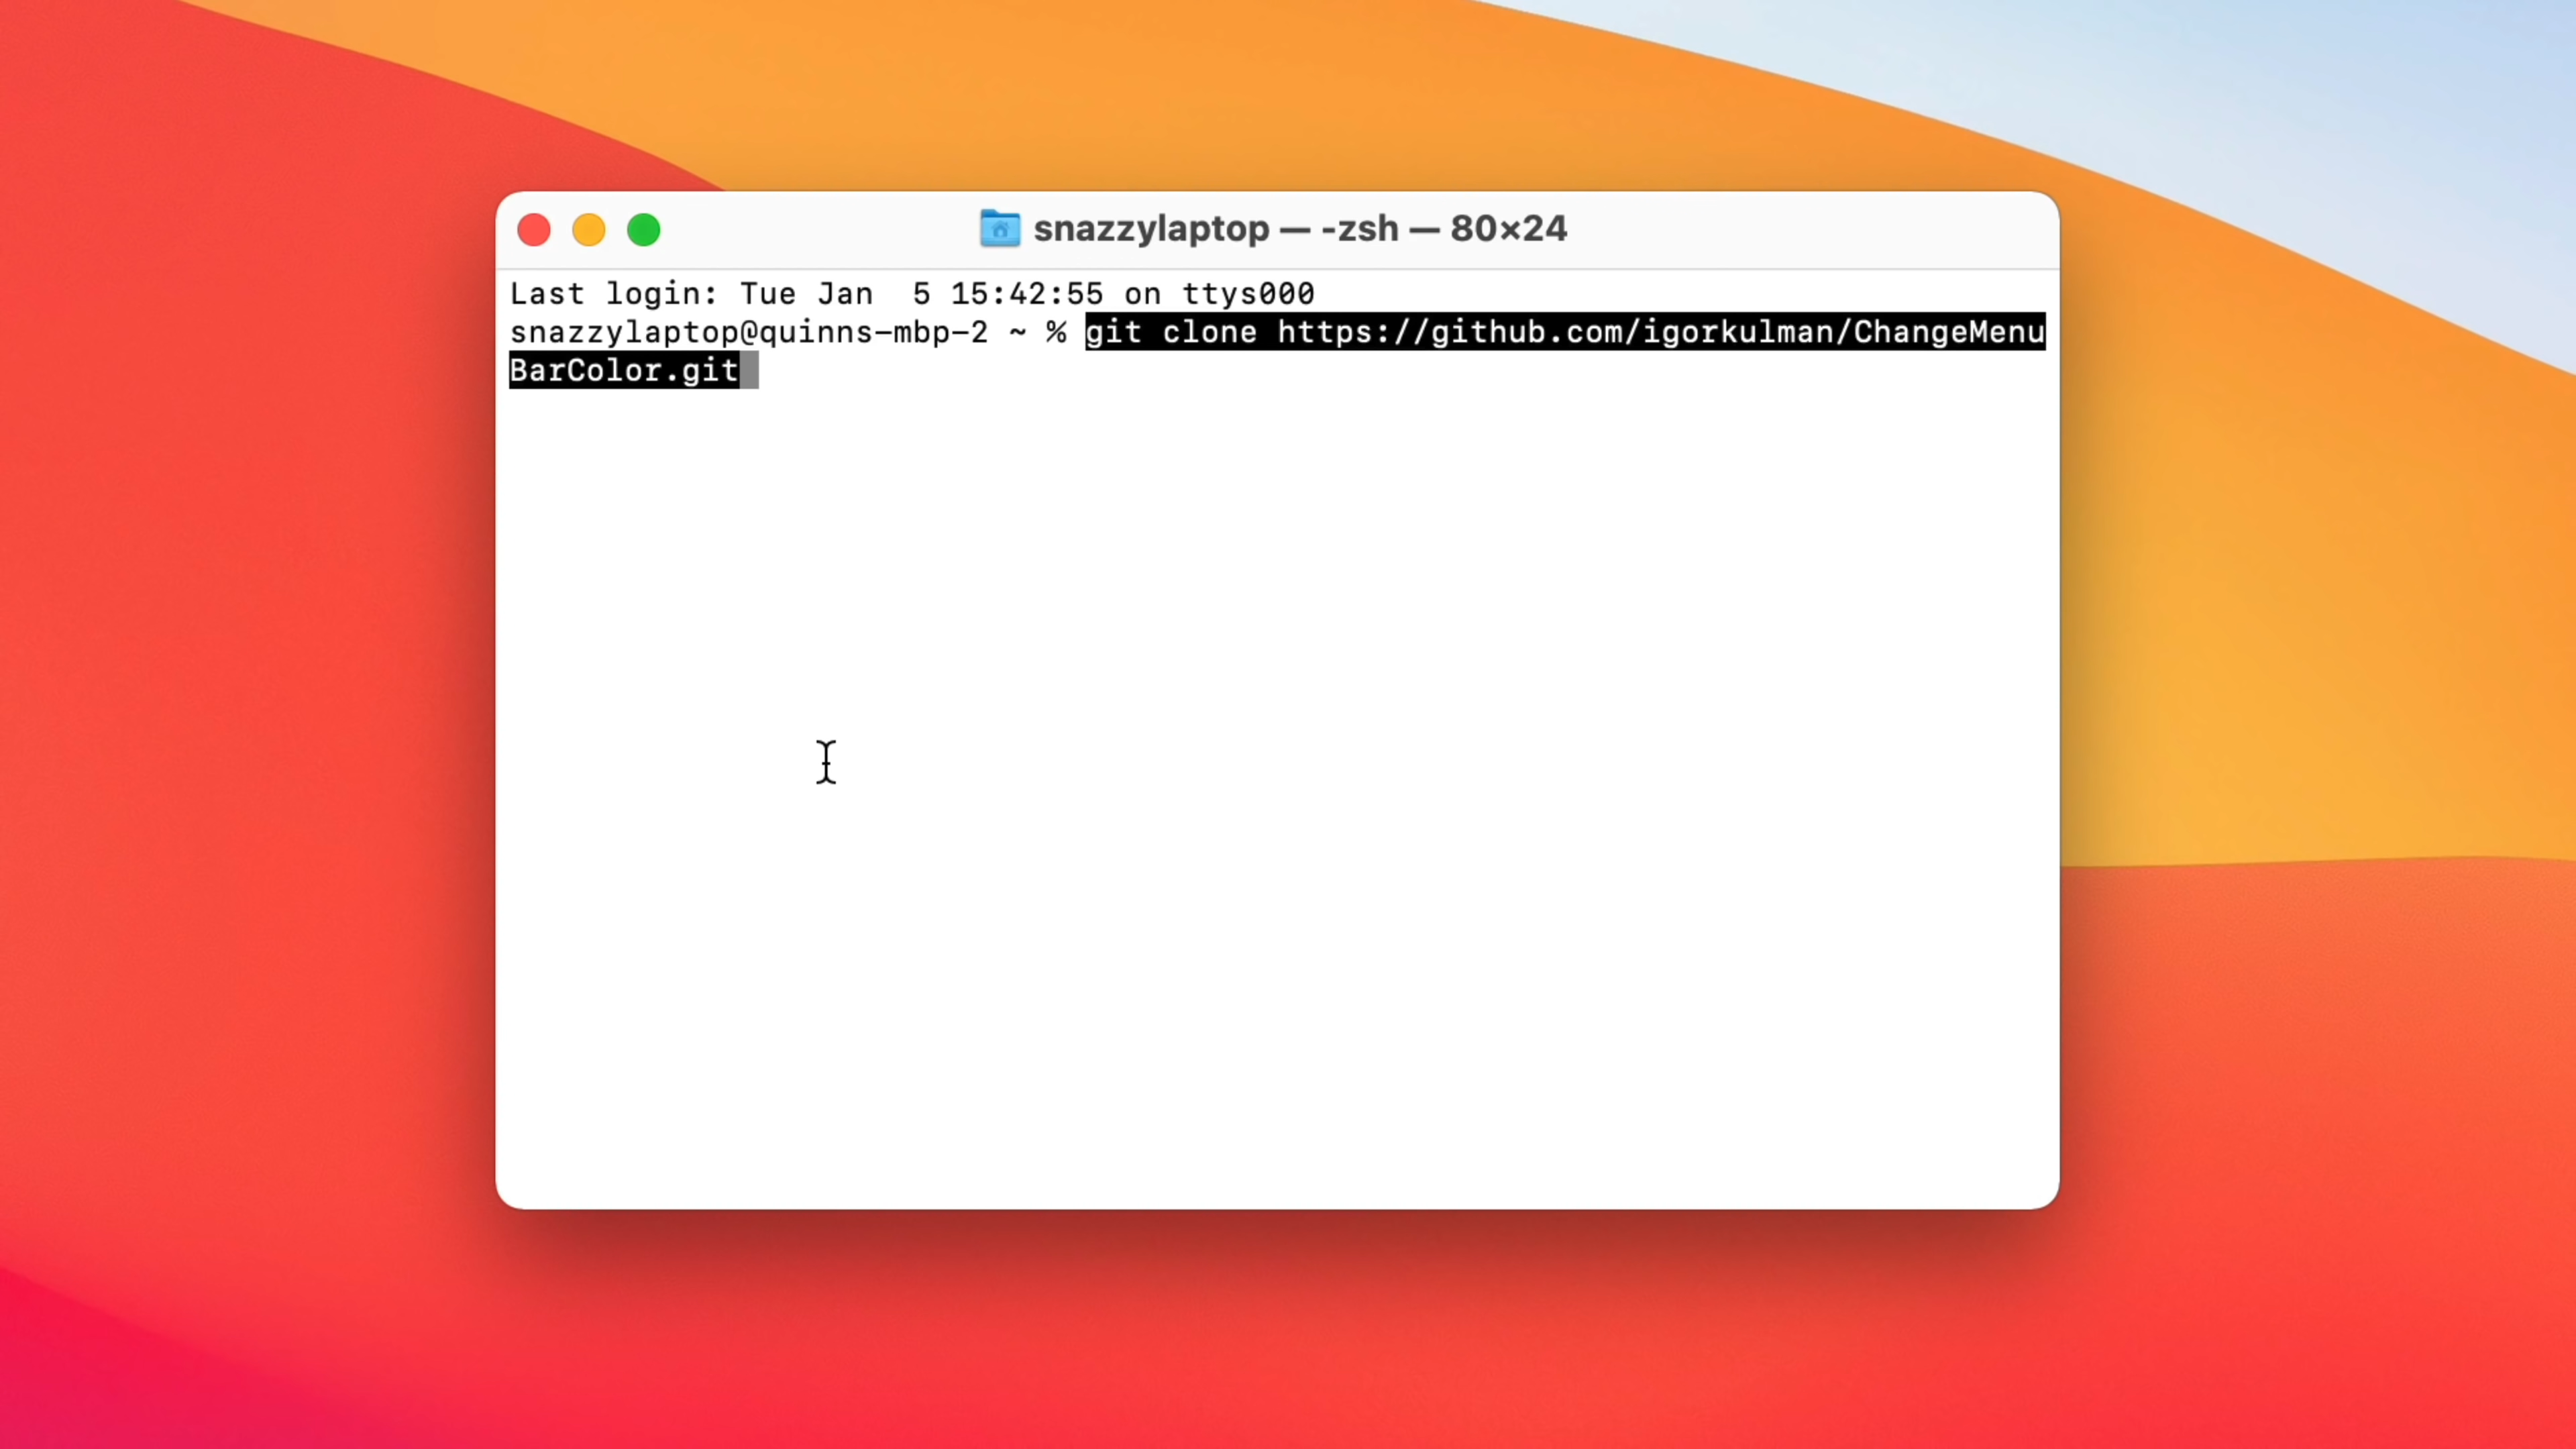 snazzylaptop — -zsh — 80×24
Last login: Tue Jan  5 15:42:55 on ttys000
snazzylaptop@quinns-mbp-2 ~ % git clone https://github.com/igorkulman/ChangeMenu
BarColor.git